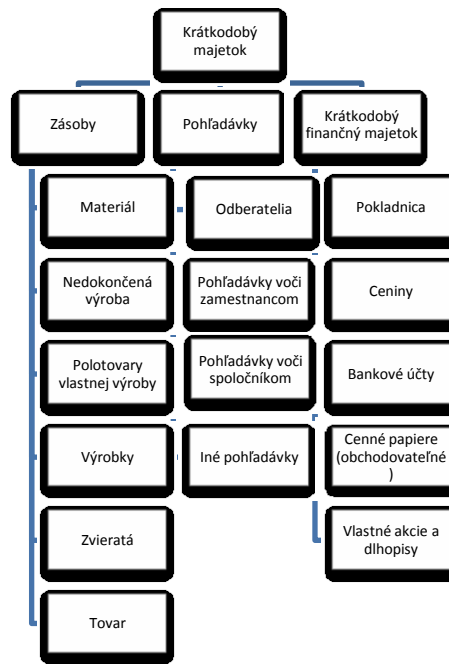 Krátkodobý
majetok
Zásoby
Pohľadávky
Krátkodobý
finančný majetok
Materiál
Nedokončená
výroba
Polotovary
vlastnej výroby
Výrobky
Zvieratá
Tovar
Odberatelia
Pohľadávky voči
zamestnancom
Pohľadávky voči
spoločníkom
Iné pohľadávky
Pokladnica
Ceniny
Bankové účty
Cenné papiere
(obchodovateľné
)
Vlastné akcie a
dlhopisy